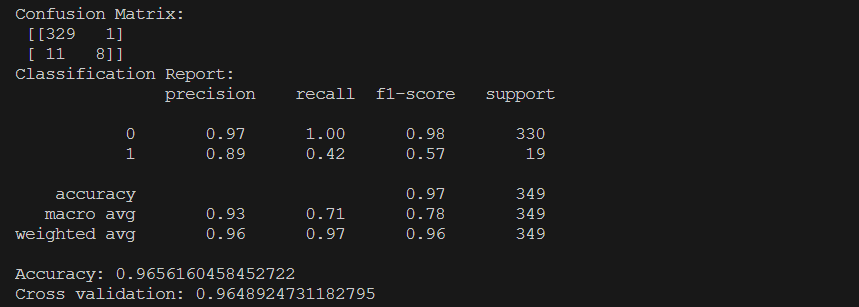 Confusion Matrix:
[[329   1]
[ 11   8]]
Classification Report:
precision    recall  f1-score   support
0       0.97      1.00      0.98       330
1       0.89      0.42      0.57        19
accuracy                           0.97       349
macro avg       0.93      0.71      0.78       349
weighted avg       0.96      0.97      0.96       349
Accuracy: 0.9656160458452722
Cross validation: 0.9648924731182795